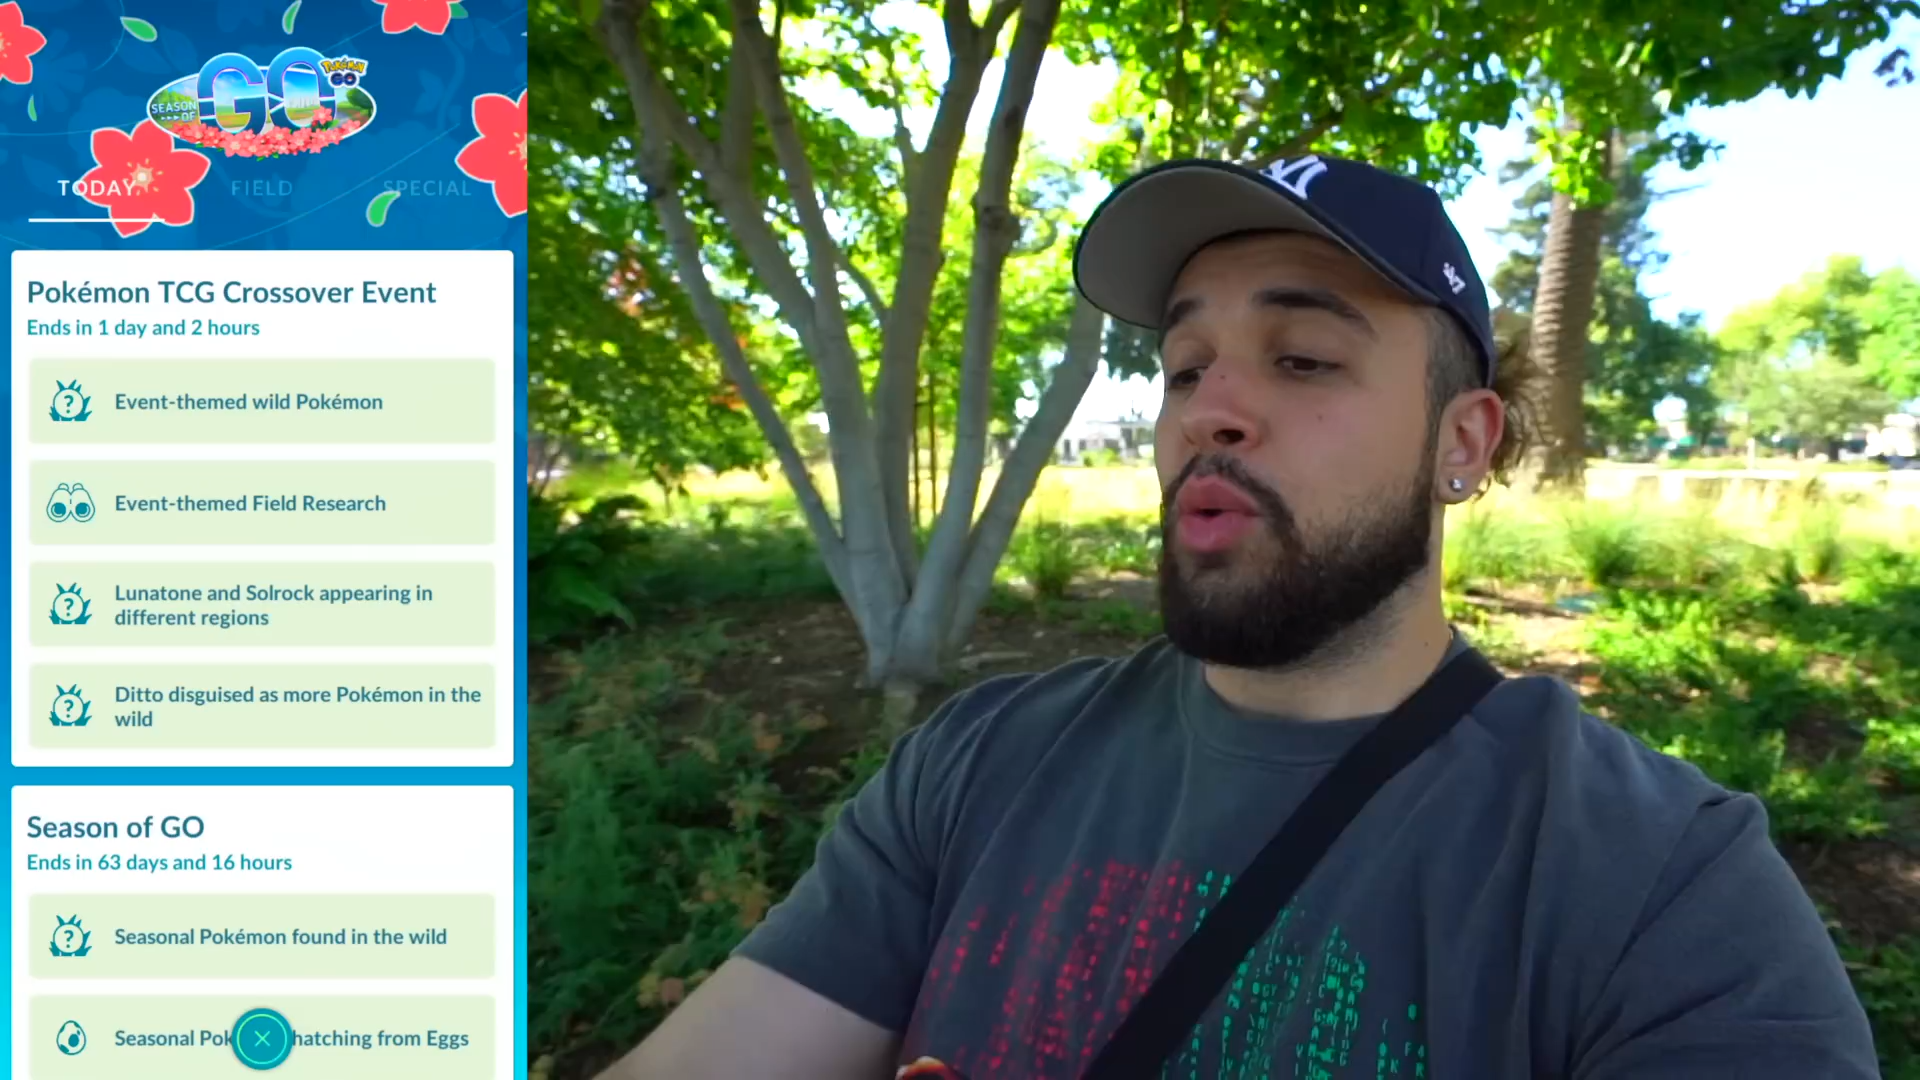 SEASON
OF
GO
Pokémon
GO
TODAY
FIELD
SPECIAL
Pokémon TCG Crossover Event
Ends in 1 day and 2 hours
Event-themed wild Pokémon
Event-themed Field Research
Lunatone and Solrock appearing in
different regions
Ditto disguised as more Pokémon in the
wild
Season of GO
Ends in 63 days and 16 hours
Seasonal Pokémon found in the wild
Seasonal hatching from Eggs
'47